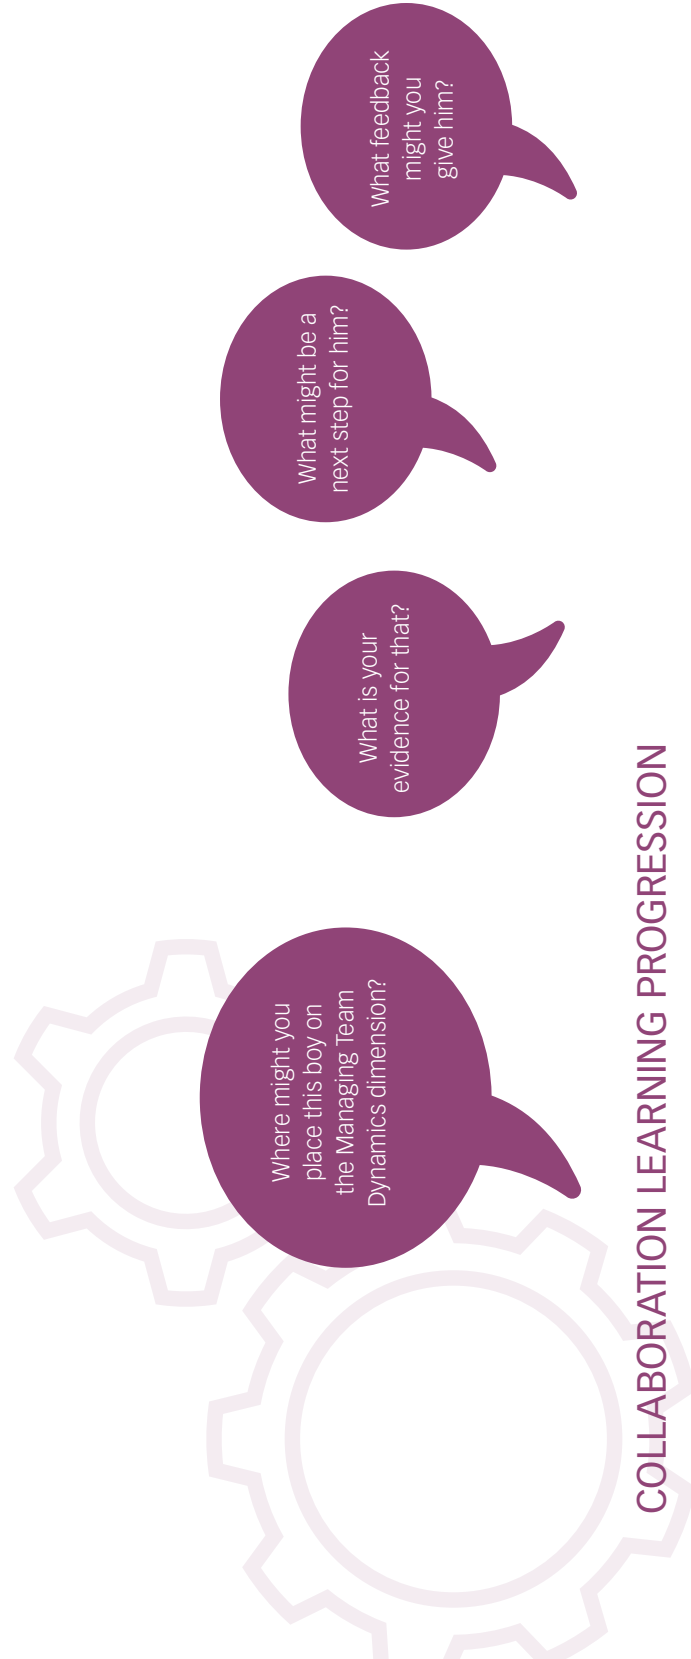 Where might you
place this boy on
the Managing Team
Dynamics dimension?
What is your
evidence for that?
What might be a
next step for him?
What feedback
might you
give him?
COLLABORATION LEARNING PROGRESSION